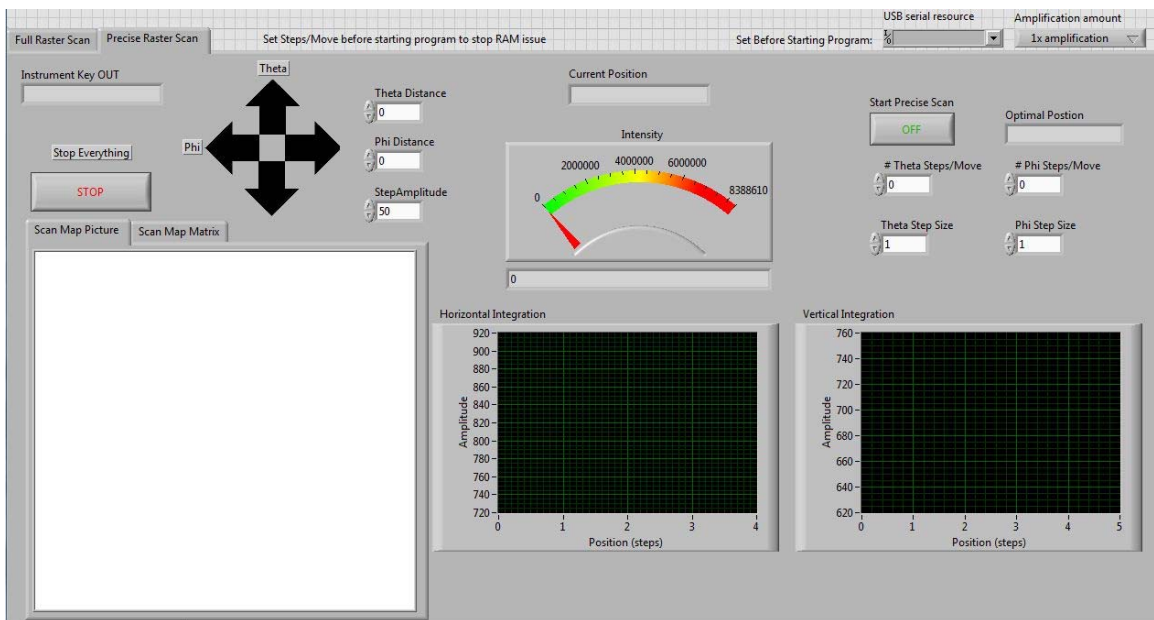 USB serial resource
Amplification amount
Full Raster Scan
Precise Raster Scan
Set Steps/Move before starting program to stop RAM issue
Set Before Starting Program:
I/0
1x amplification
Instrument Key OUT
Theta
Phi
Theta Distance
0
Phi Distance
0
StepAmplitude
50
Stop Everything
STOP
Current Position
Intensity
0
2000000
4000000
6000000
8388610
0
Start Precise Scan
OFF
Optimal Postion
# Theta Steps/Move
0
# Phi Steps/Move
0
Theta Step Size
1
Phi Step Size
1
Scan Map Picture
Scan Map Matrix
Horizontal Integration
Amplitude
920
900
880
860
840
820
800
780
760
740
720
0 1 2 3 4
Position (steps)
Vertical Integration
Amplitude
760
740
720
700
680
660
640
620
0 1 2 3 4 5
Position (steps)